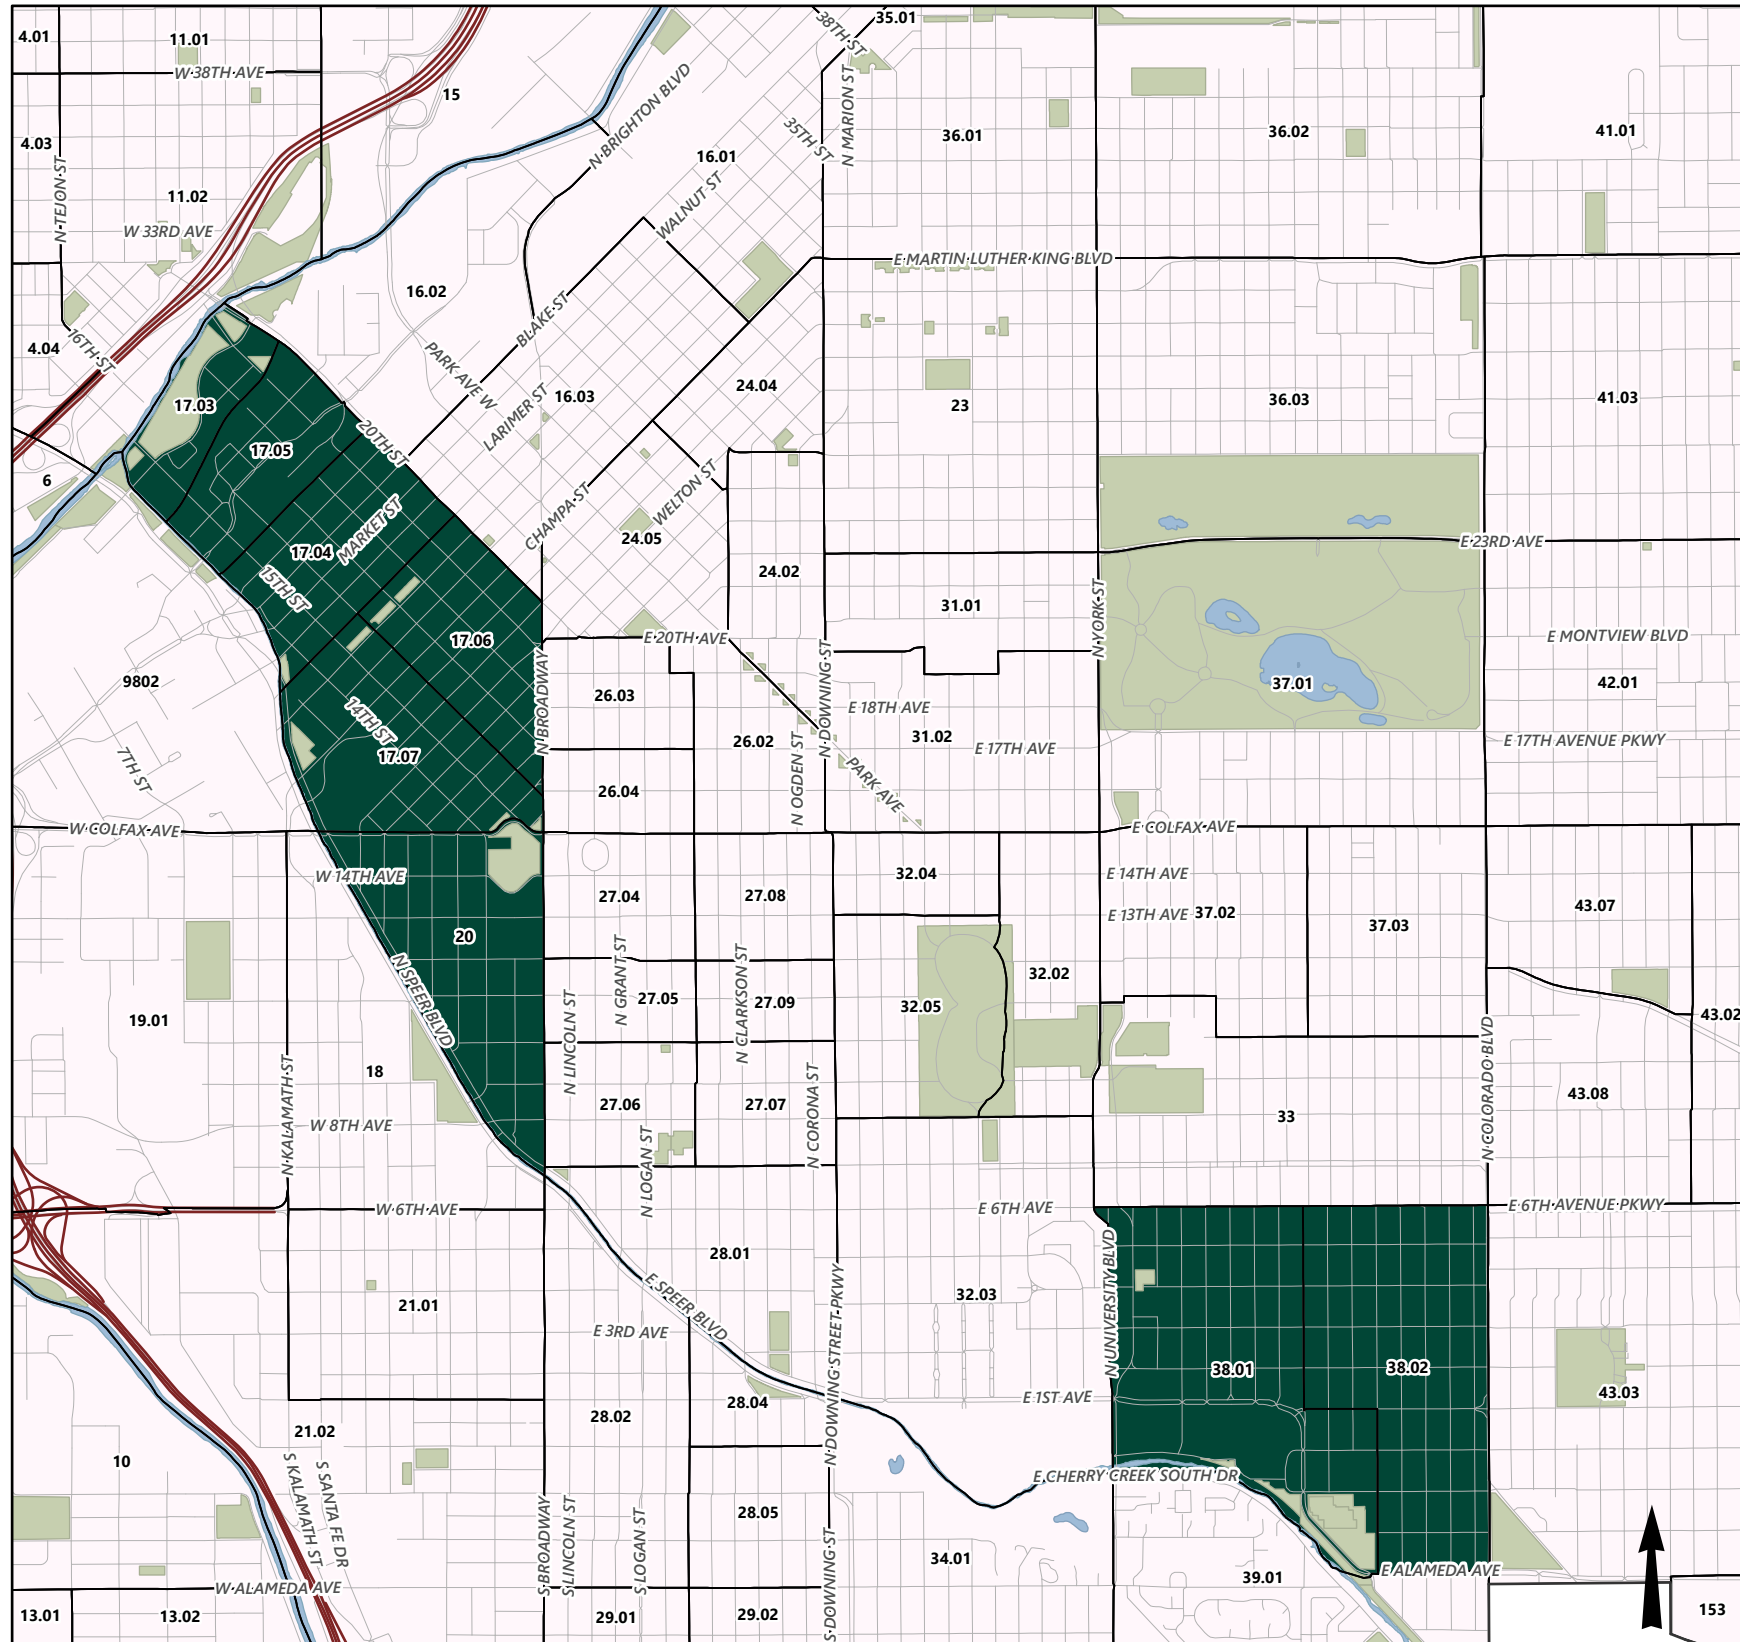 4.01
11.01
35.01
38TH ST
W 38TH AVE
15
N MARION ST
N BRIGHTON BLVD
36.01
36.02
41.01
4.03
35TH ST
16.01
N TEJON ST
11.02
WALNUT ST
W 33RD AVE
E MARTIN LUTHER KING BLVD
16.02
BLAKE ST
4.04
16TH ST
PARK AVE W
24.04
16.03
23
36.03
41.03
17.03
LARIMER ST
20TH ST
17.05
6
WELTON ST
CHAMPA ST
MARKET ST
24.05
E 23RD AVE
17.04
24.02
15TH ST
31.01
N YORK ST
17.06
E 20TH AVE
E MONTVIEW BLVD
9802
N BROADWAY
26.03
N DOWNING ST
37.01
42.01
14TH ST
E 18TH AVE
17.07
26.02
31.02
E 17TH AVE
E 17TH AVENUE PKWY
7TH ST
N OGDEN ST
PARK AVE
26.04
W COLFAX AVE
E COLFAX AVE
W 14TH AVE
32.04
E 14TH AVE
27.04
27.08
E 13TH AVE
37.02
37.03
43.07
20
32.02
N SPEER BLVD
N GRANT ST
27.05
N CLARKSON ST
27.09
32.05
43.02
19.01
N LINCOLN ST
N COLORADO BLVD
18
N KALAMATH ST
27.06
27.07
N CORONA ST
43.08
33
W 8TH AVE
N LOGAN ST
W 6TH AVE
E 6TH AVE
E 6TH AVENUE PKWY
28.01
N UNIVERSITY BLVD
21.01
E SPEER BLVD
32.03
E 3RD AVE
N DOWNING STREET PKWY
38.01
38.02
43.03
28.02
28.04
E 1ST AVE
21.02
10
S KALAMATH ST
S SANTA FE DR
E CHERRY CREEK SOUTH DR
S BROADWAY
S LINCOLN ST
S LOGAN ST
28.05
S DOWNING ST
34.01
39.01
E ALAMEDA AVE
W ALAMEDA AVE
13.01
13.02
29.01
29.02
153